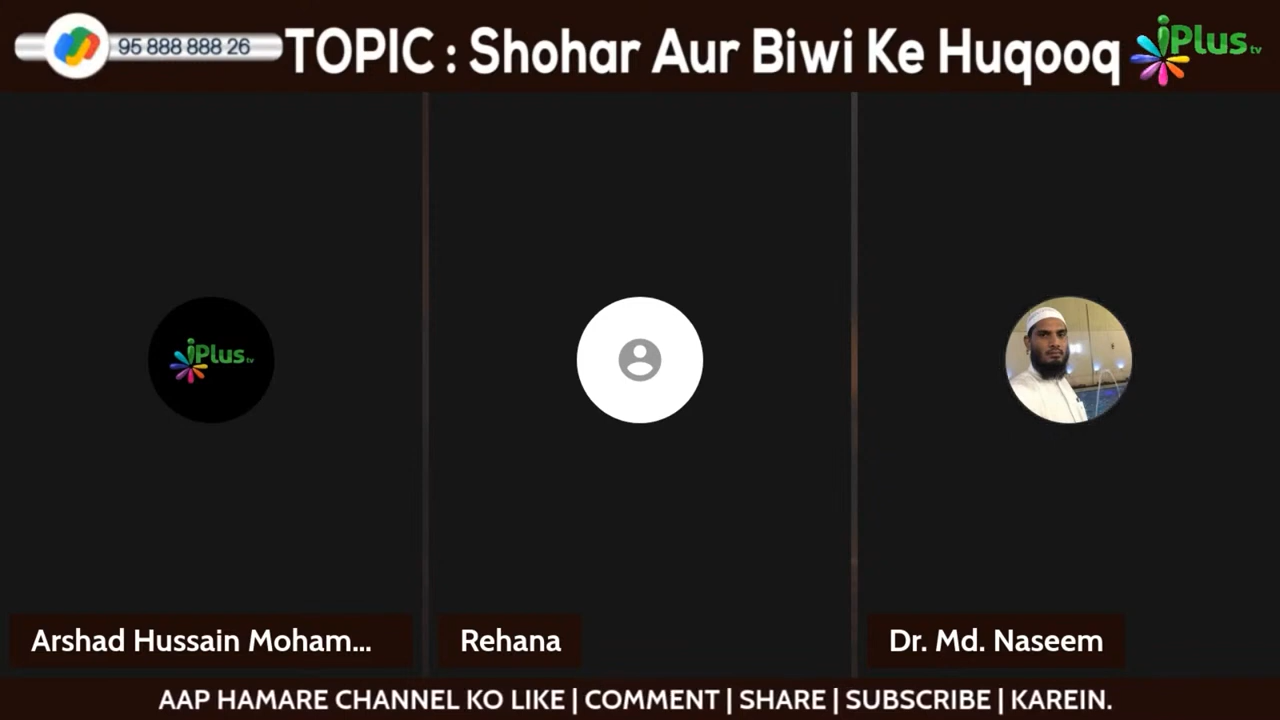 95 888 888 26
TOPIC : Shohar Aur Biwi Ke Huqooq
iPlus tv
iPlus tv
Arshad Hussain Moham...
Rehana
Dr. Md. Naseem
AAP HAMARE CHANNEL KO LIKE | COMMENT | SHARE | SUBSCRIBE | KAREIN.